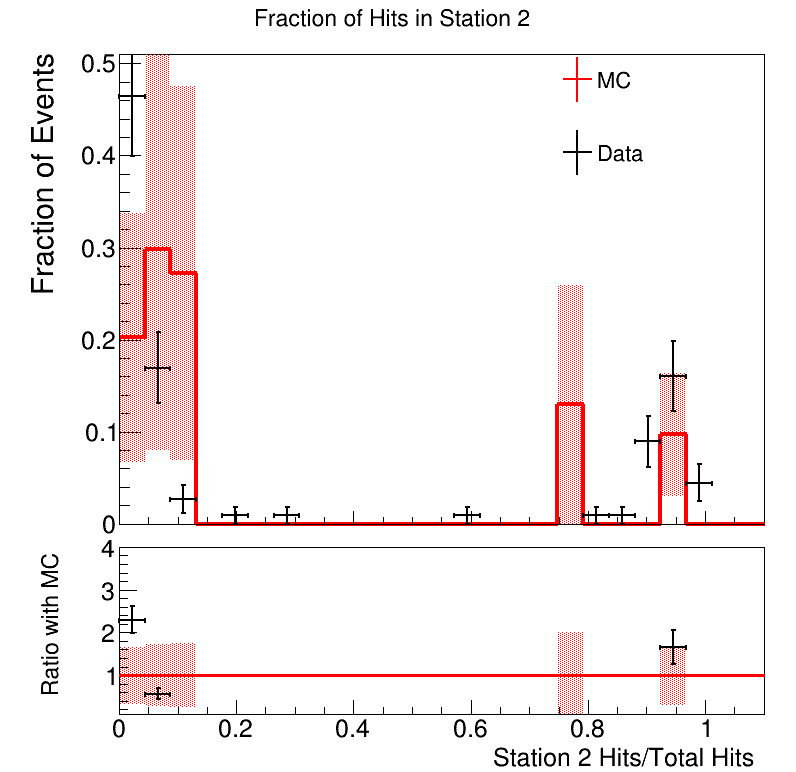 Fraction of Hits in Station 2
Fraction of Events
0.5
0.4
0.3
0.2
0.1
0
MC
Data
Ratio with MC
4
3
2
1
0 0.2 0.4 0.6 0.8 1
Station 2 Hits/Total Hits